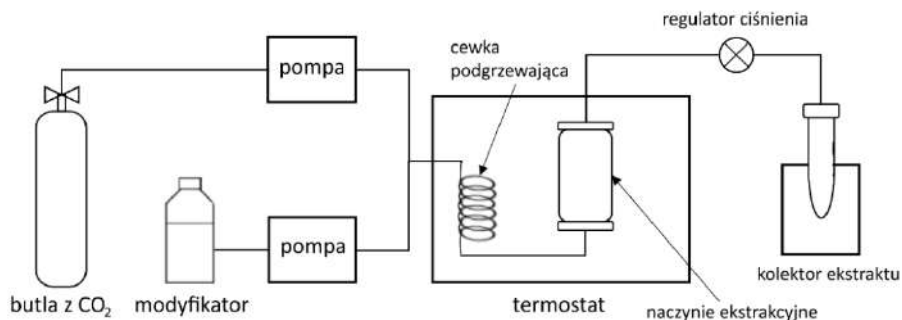 regulator ciśnienia
cewka
podgrzewająca
pompa
pompa
butla z CO₂
modyfikator
termostat
naczynie ekstrakcyjne
kolektor ekstraktu